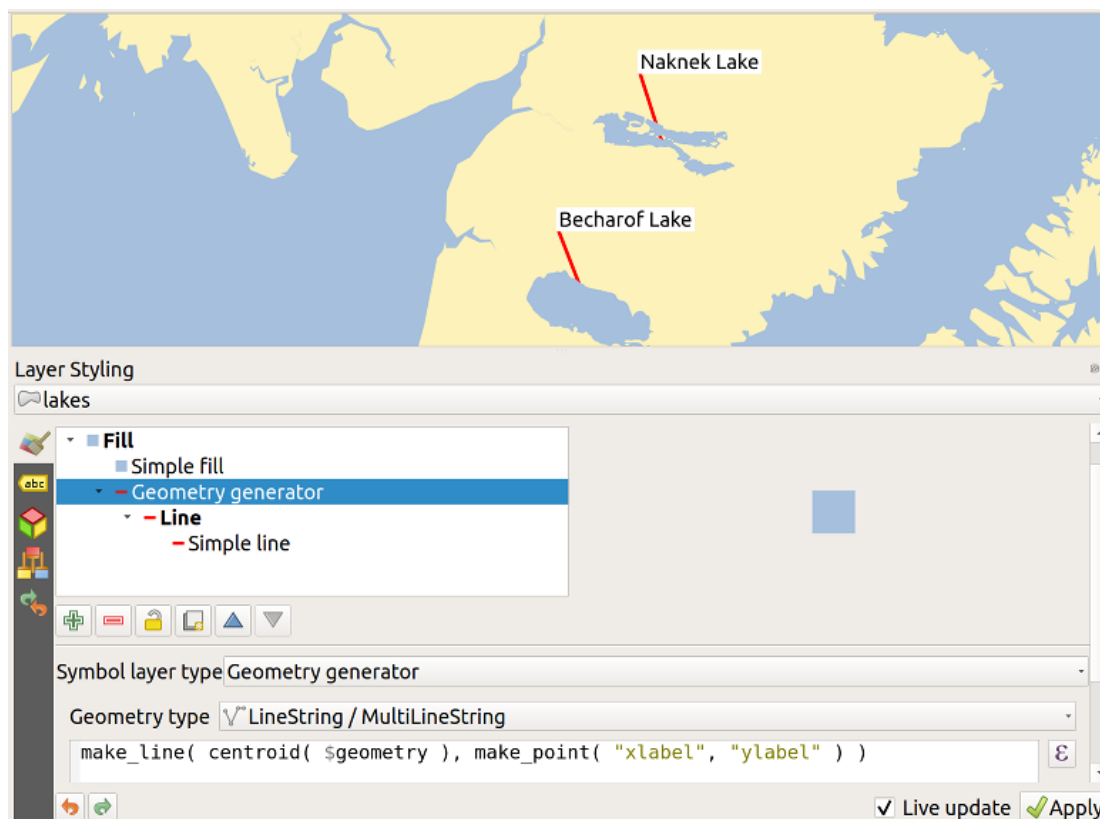 Naknek Lake
Becharof Lake
Layer Styling
lakes
Fill
Simple fill
abc
Geometry generator
Line
Simple line
Symbol layer type Geometry generator
Geometry type LineString / MultiLineString
make_line( centroid( $geometry ), make_point( "xlabel", "ylabel" ) )
ε
Live update Apply